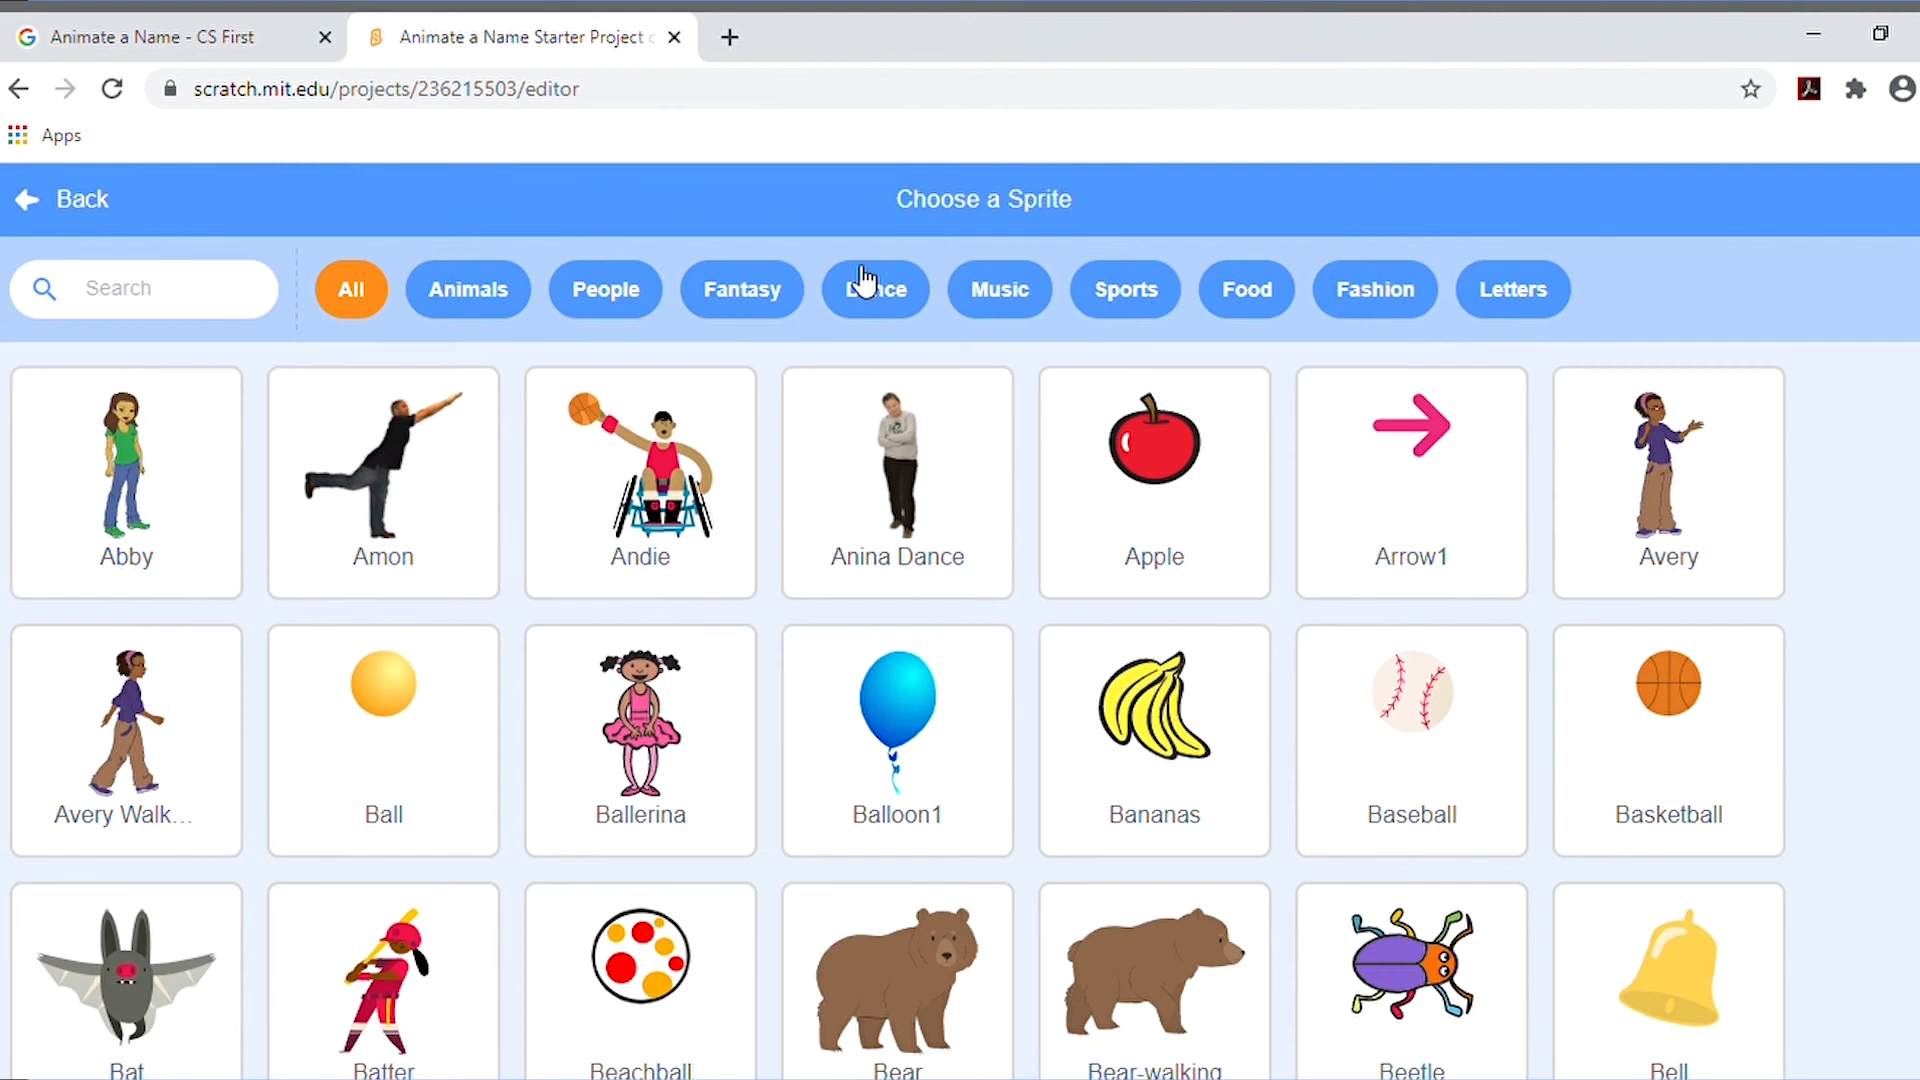 Animate a Name - CS First
Animate a Name Starter Project
scratch.mit.edu/projects/236215503/editor
Apps
Back
Choose a Sprite
Search
All
Animals
People
Fantasy
Music
Sports
Food
Fashion
Letters
Abby
Amon
Andie
Anina Dance
Apple
Arrow1
Avery
Avery Walk...
Ball
Ballerina
Balloon1
Bananas
Baseball
Basketball
Bat
Batter
Beachball
Bear
Bear-walking
Beetle
Bell